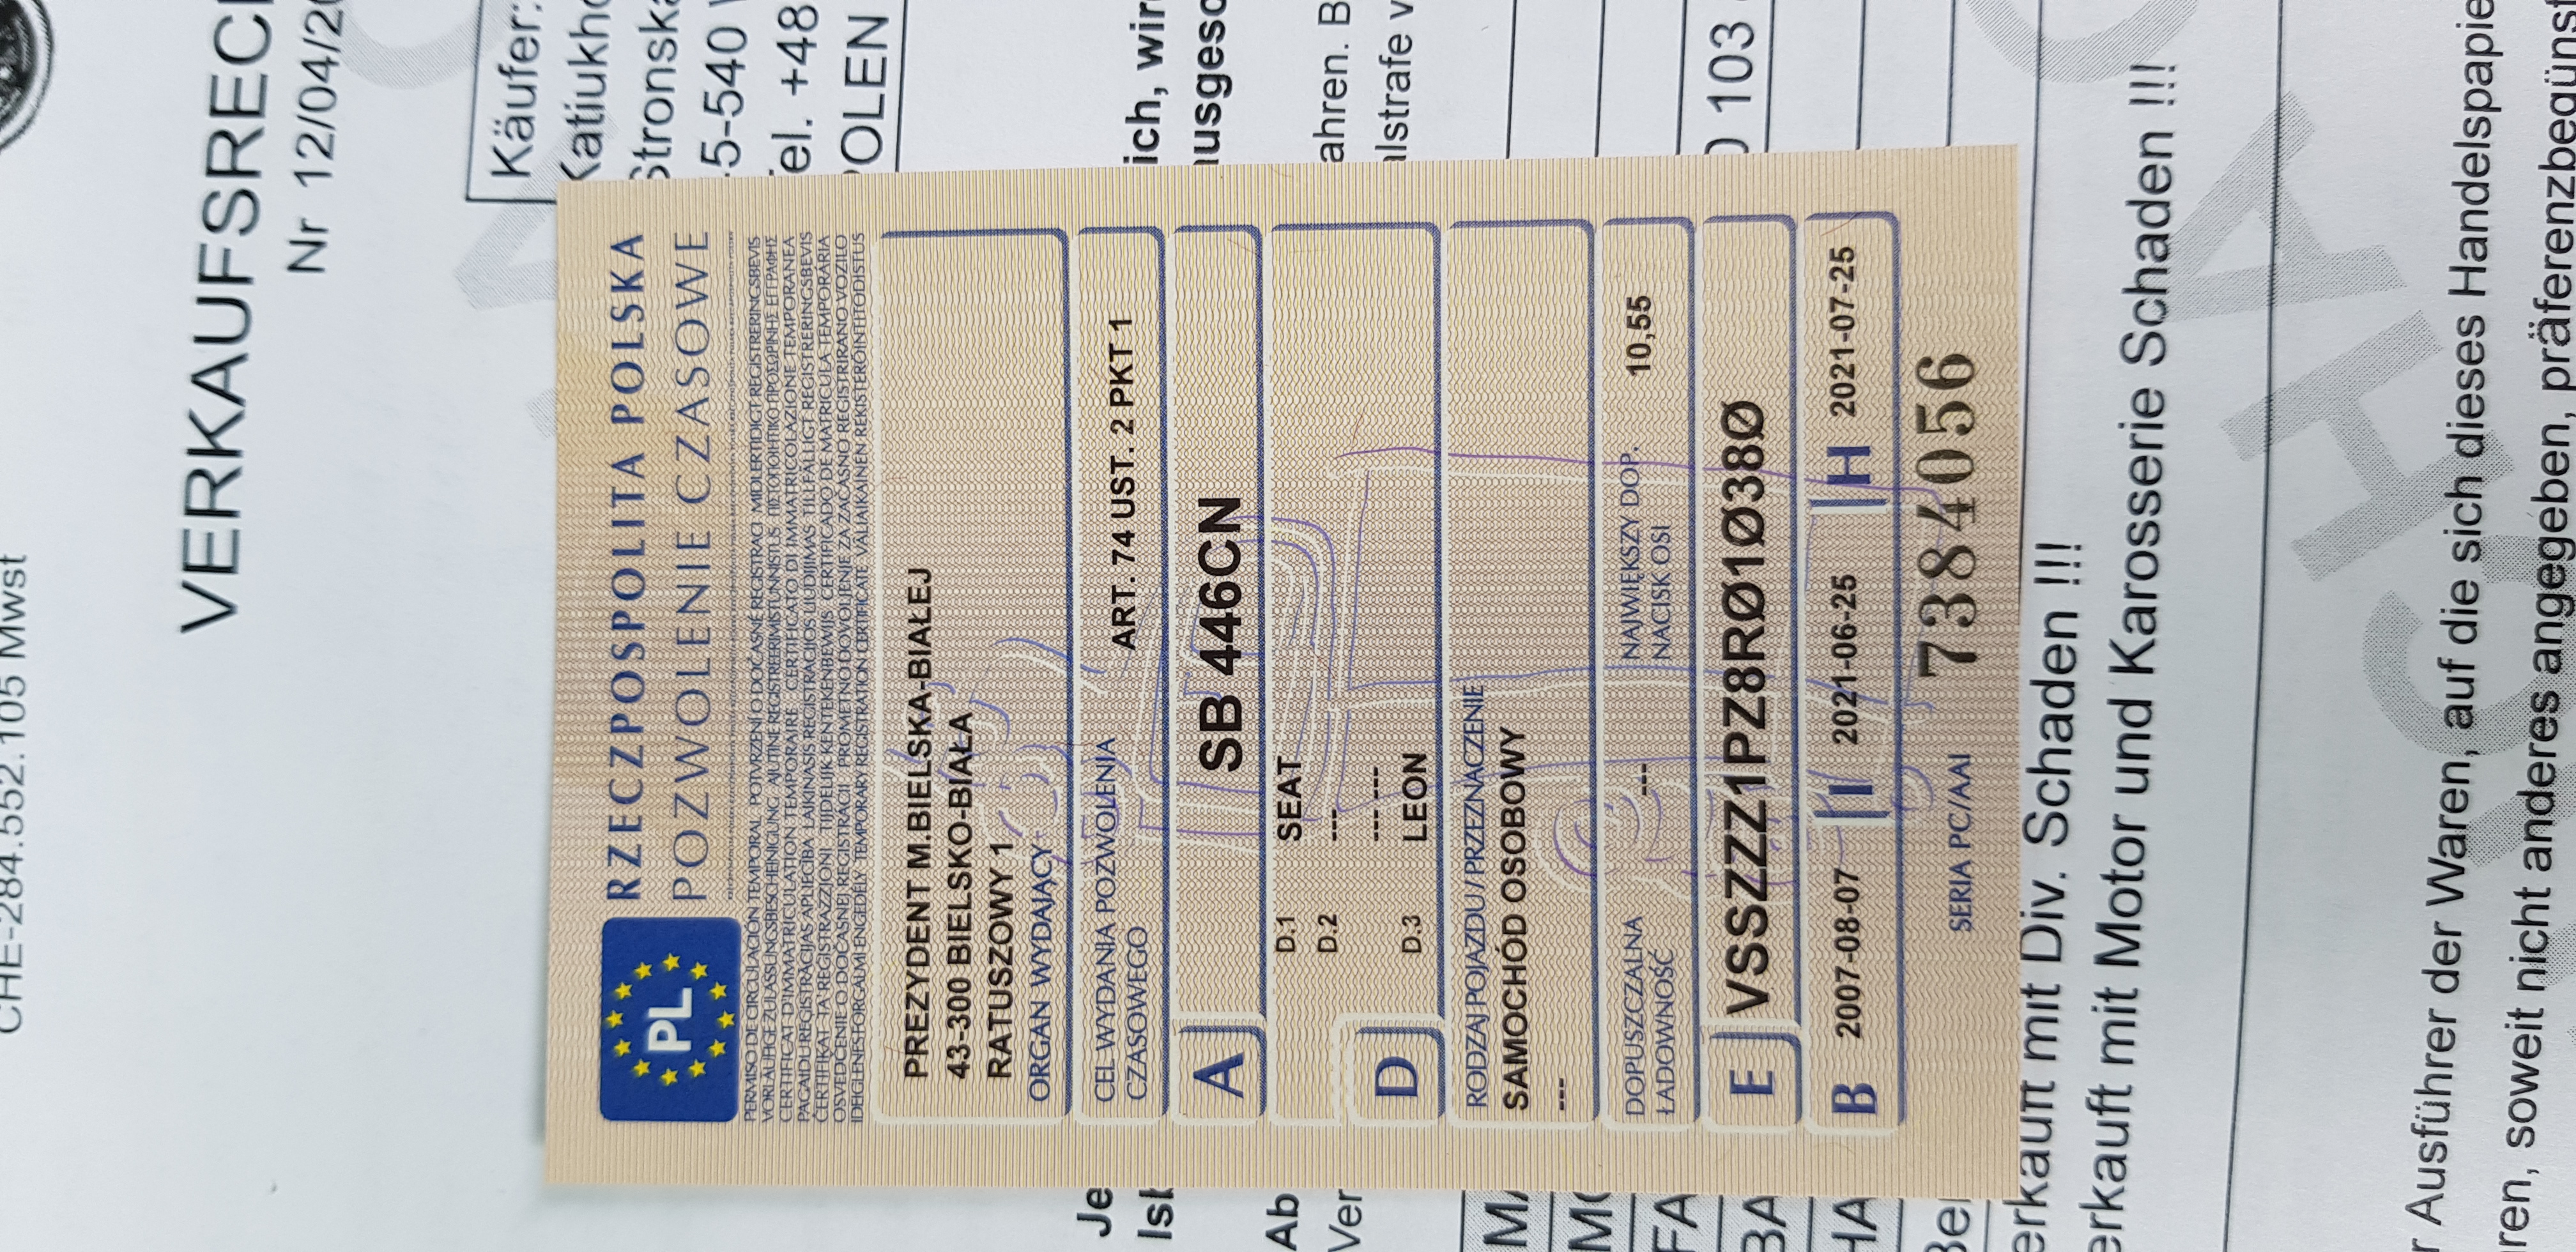 CHE-284.552.105 Mwst
VERKAUFSREC
Nr 12/04/20
Käufer:
Katiukho
Stronska
5-540
Tel. +48
POLEN
PL
RZECZPOSPOLITA POLSKA
POZWOLENIE CZASOWE
PERMISO DE CIRCULACIÓN TEMPORAL POTVRZENÍ O DOČASNÉ REGISTRACI MIDLERTIDIGT REGISTRERINGSBEVIS
VORLÄUFIGE ZULASSUNGSBESCHEINIGUNG AJUTINE REGISTREERIMISTUNNISTUS ΠΙΣΤΟΠΟΙΗΤΙΚΟ ΠΡΟΣΩΡΙΝΗΣ ΕΓΓΡΑΦΗΣ
CERTIFICAT D'IMMATRICULATION TEMPORAIRE CERTIFICATO DI IMMATRICOLAZIONE TEMPORANEA
PAGAIDU REĢISTRĀCIJAS APLIECĪBA LAIKINASIS REGISTRACIJOS LIUDIJIMAS TILLFÄLLIGT REGISTRERINGSBEVIS
ĊERTIFIKAT TA' REĠISTRAZZJONI TIJDELIJK KENTEKENBEWIJS CERTIFICADO DE MATRICULA TEMPORÁRIA
OSVEDČENIE O DOČASNEJ REGISTRÁCII PROMETNO DOVOLJENJE ZA ZAČASNO REGISTRIRANO VOZILO
IDEIGLENES FORGALMI ENGEDÉLY TEMPORARY REGISTRATION CERTIFICATE VÄLIAIKAINEN REKISTERÖINTITODISTUS
PREZYDENT M.BIELSKA-BIAŁEJ
43-300 BIELSKO-BIAŁA
RATUSZOWY 1
ORGAN WYDAJĄCY
CEL WYDANIA POZWOLENIA
CZASOWEGO
ART. 74 UST. 2 PKT 1
A SB 446CN
D
D.1 SEAT
D.2 ---
--- ---
D.3 LEON
RODZAJ POJAZDU / PRZEZNACZENIE
SAMOCHÓD OSOBOWY
---
DOPUSZCZALNA
ŁADOWNOŚĆ
---
NAJWIĘKSZY DOP.
NACISK OSI
10,55
E VSSZZZ1PZ8RØ1Ø38Ø
B 2007-08-07 I 2021-06-25 H 2021-07-25
SERIA PC/AAI 7384056
Je
Ist
ich, wir
ausgesc
Ab
Ver
ahren. B
alstrafe v
MA
MO
FA
BA
HA
Be
0 103
erkauft mit Div. Schaden !!!
erkauft mit Motor und Karosserie Schaden !!!
r Ausführer der Waren, auf die sich dieses Handelspapie
ren, soweit nicht anderes angegeben, präferenzbegünst